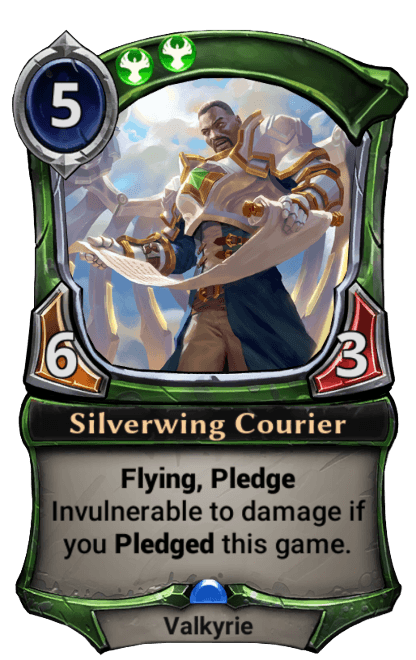 5
6
3
Silverwing Courier
Flying, Pledge
Invulnerable to damage if
you Pledged this game.
Valkyrie